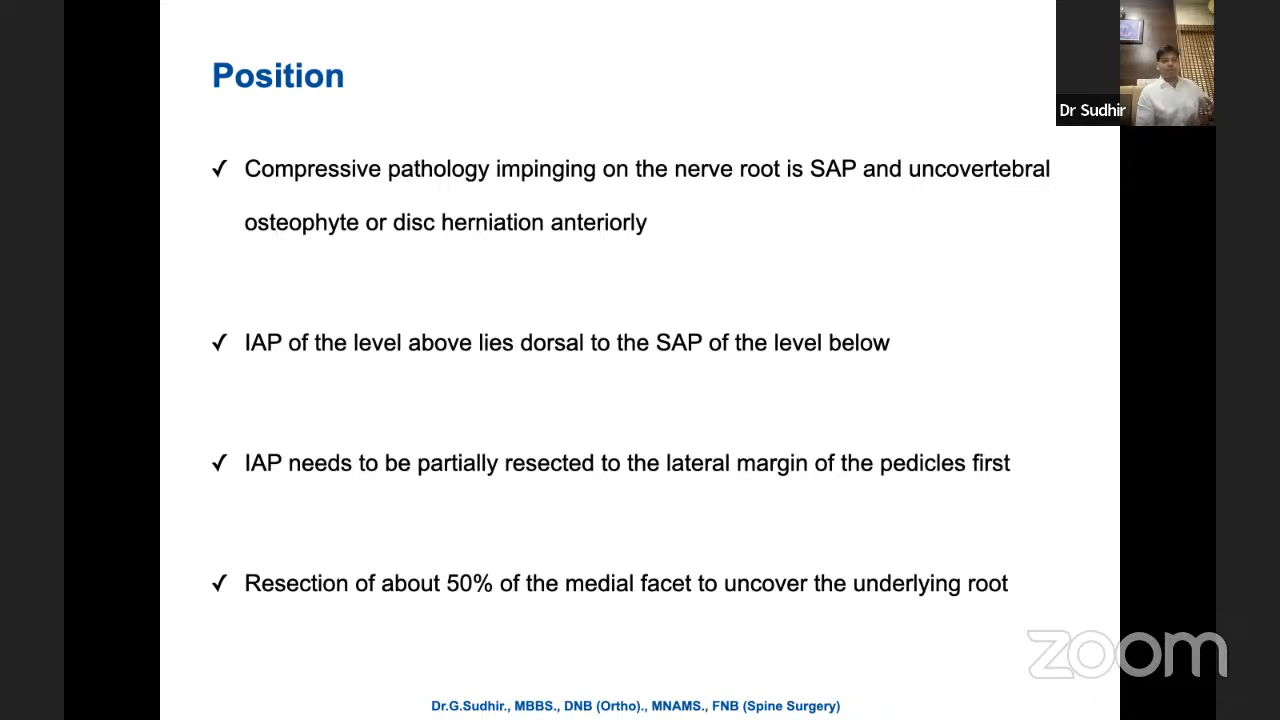 Position
Dr Sudhir
✓ Compressive pathology impinging on the nerve root is SAP and uncovertebral
osteophyte or disc herniation anteriorly
✓ IAP of the level above lies dorsal to the SAP of the level below
✓ IAP needs to be partially resected to the lateral margin of the pedicles first
✓ Resection of about 50% of the medial facet to uncover the underlying root
zoom
Dr.G.Sudhir., MBBS., DNB (Ortho)., MNAMS., FNB (Spine Surgery)